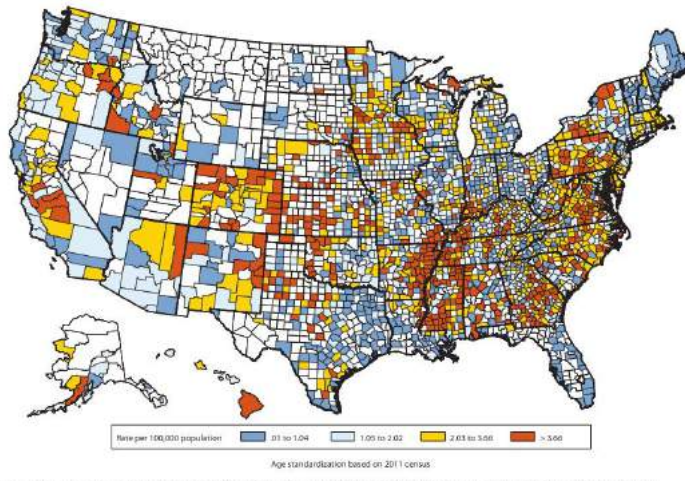 Rate per 100,000 population .01 to 1.04 1.05 to 2.02 2.03 to 3.66 > 3.66
Age standardization based on 2011 census